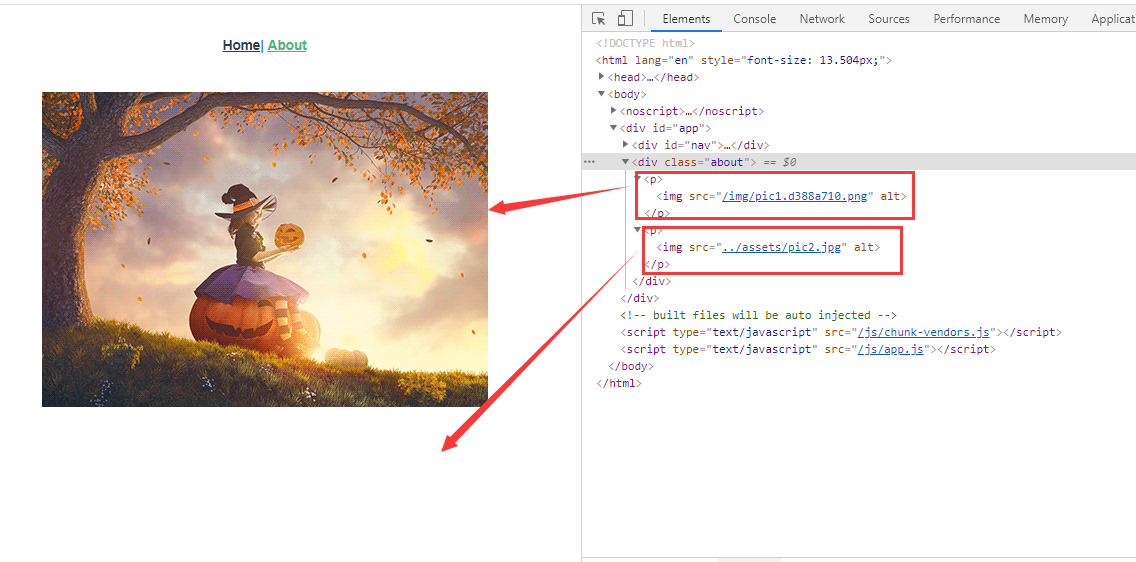 Home| About
Elements Console Network Sources Performance Memory Applicat
<!DOCTYPE html>
<html lang="en" style="font-size: 13.504px;">
<head>…</head>
<body>
<noscript>…</noscript>
<div id="app">
<div id="nav">…</div>
<div class="about"> == $0
<p>
<img src="/img/pic1.d388a710.png" alt>
</p>
<p>
<img src="../assets/pic2.jpg" alt>
</p>
</div>
</div>
<!-- built files will be auto injected -->
<script type="text/javascript" src="/js/chunk-vendors.js"></script>
<script type="text/javascript" src="/js/app.js"></script>
</body>
</html>